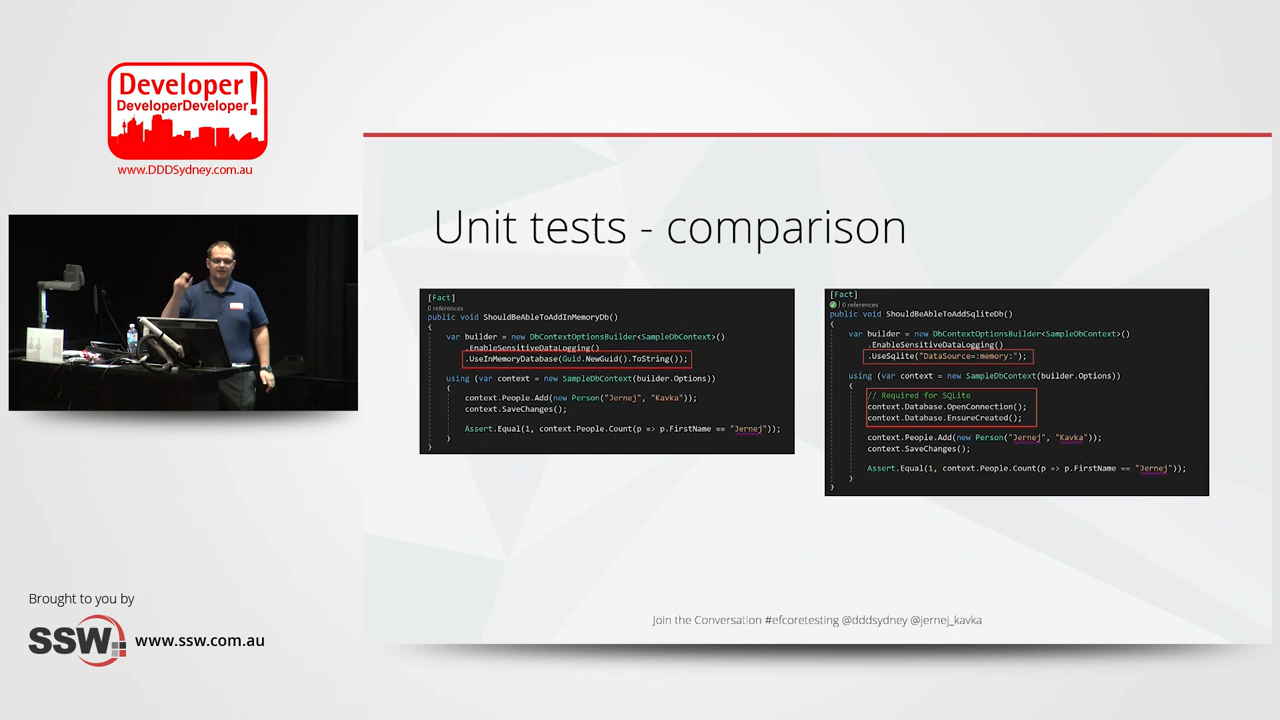 Developer!
DeveloperDeveloper
www.DDDSydney.com.au
Unit tests - comparison
[Fact]
0 references
public void ShouldBeAbleToAddInMemoryDb()
{
var builder = new DbContextOptionsBuilder<SampleDbContext>()
.EnableSensitiveDataLogging()
.UseInMemoryDatabase(Guid.NewGuid().ToString());
using (var context = new SampleDbContext(builder.Options))
{
context.People.Add(new Person("Jernej", "Kavka"));
context.SaveChanges();
Assert.Equal(1, context.People.Count(p => p.FirstName == "Jernej"));
}
}
[Fact]
0 references
public void ShouldBeAbleToAddSqliteDb()
{
var builder = new DbContextOptionsBuilder<SampleDbContext>()
.EnableSensitiveDataLogging()
.UseSqlite("DataSource=:memory:");
using (var context = new SampleDbContext(builder.Options))
{
// Required for SQLite
context.Database.OpenConnection();
context.Database.EnsureCreated();
context.People.Add(new Person("Jernej", "Kavka"));
context.SaveChanges();
Assert.Equal(1, context.People.Count(p => p.FirstName == "Jernej"));
}
}
Join the Conversation #efcoretesting @dddsydney @jernej_kavka
Brought to you by
SSW
www.ssw.com.au